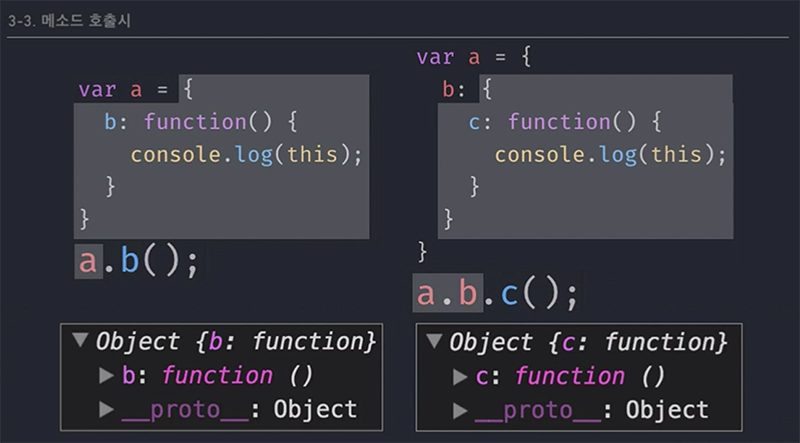 3-3. 메소드 호출시
var a = {
b: function() {
console.log(this);
}
}
a.b();
▼Object {b: function}
▶b: function ()
▶__proto__: Object
var a = {
b: {
c: function() {
console.log(this);
}
}
}
a.b.c();
▼Object {c: function}
▶c: function ()
▶__proto__: Object